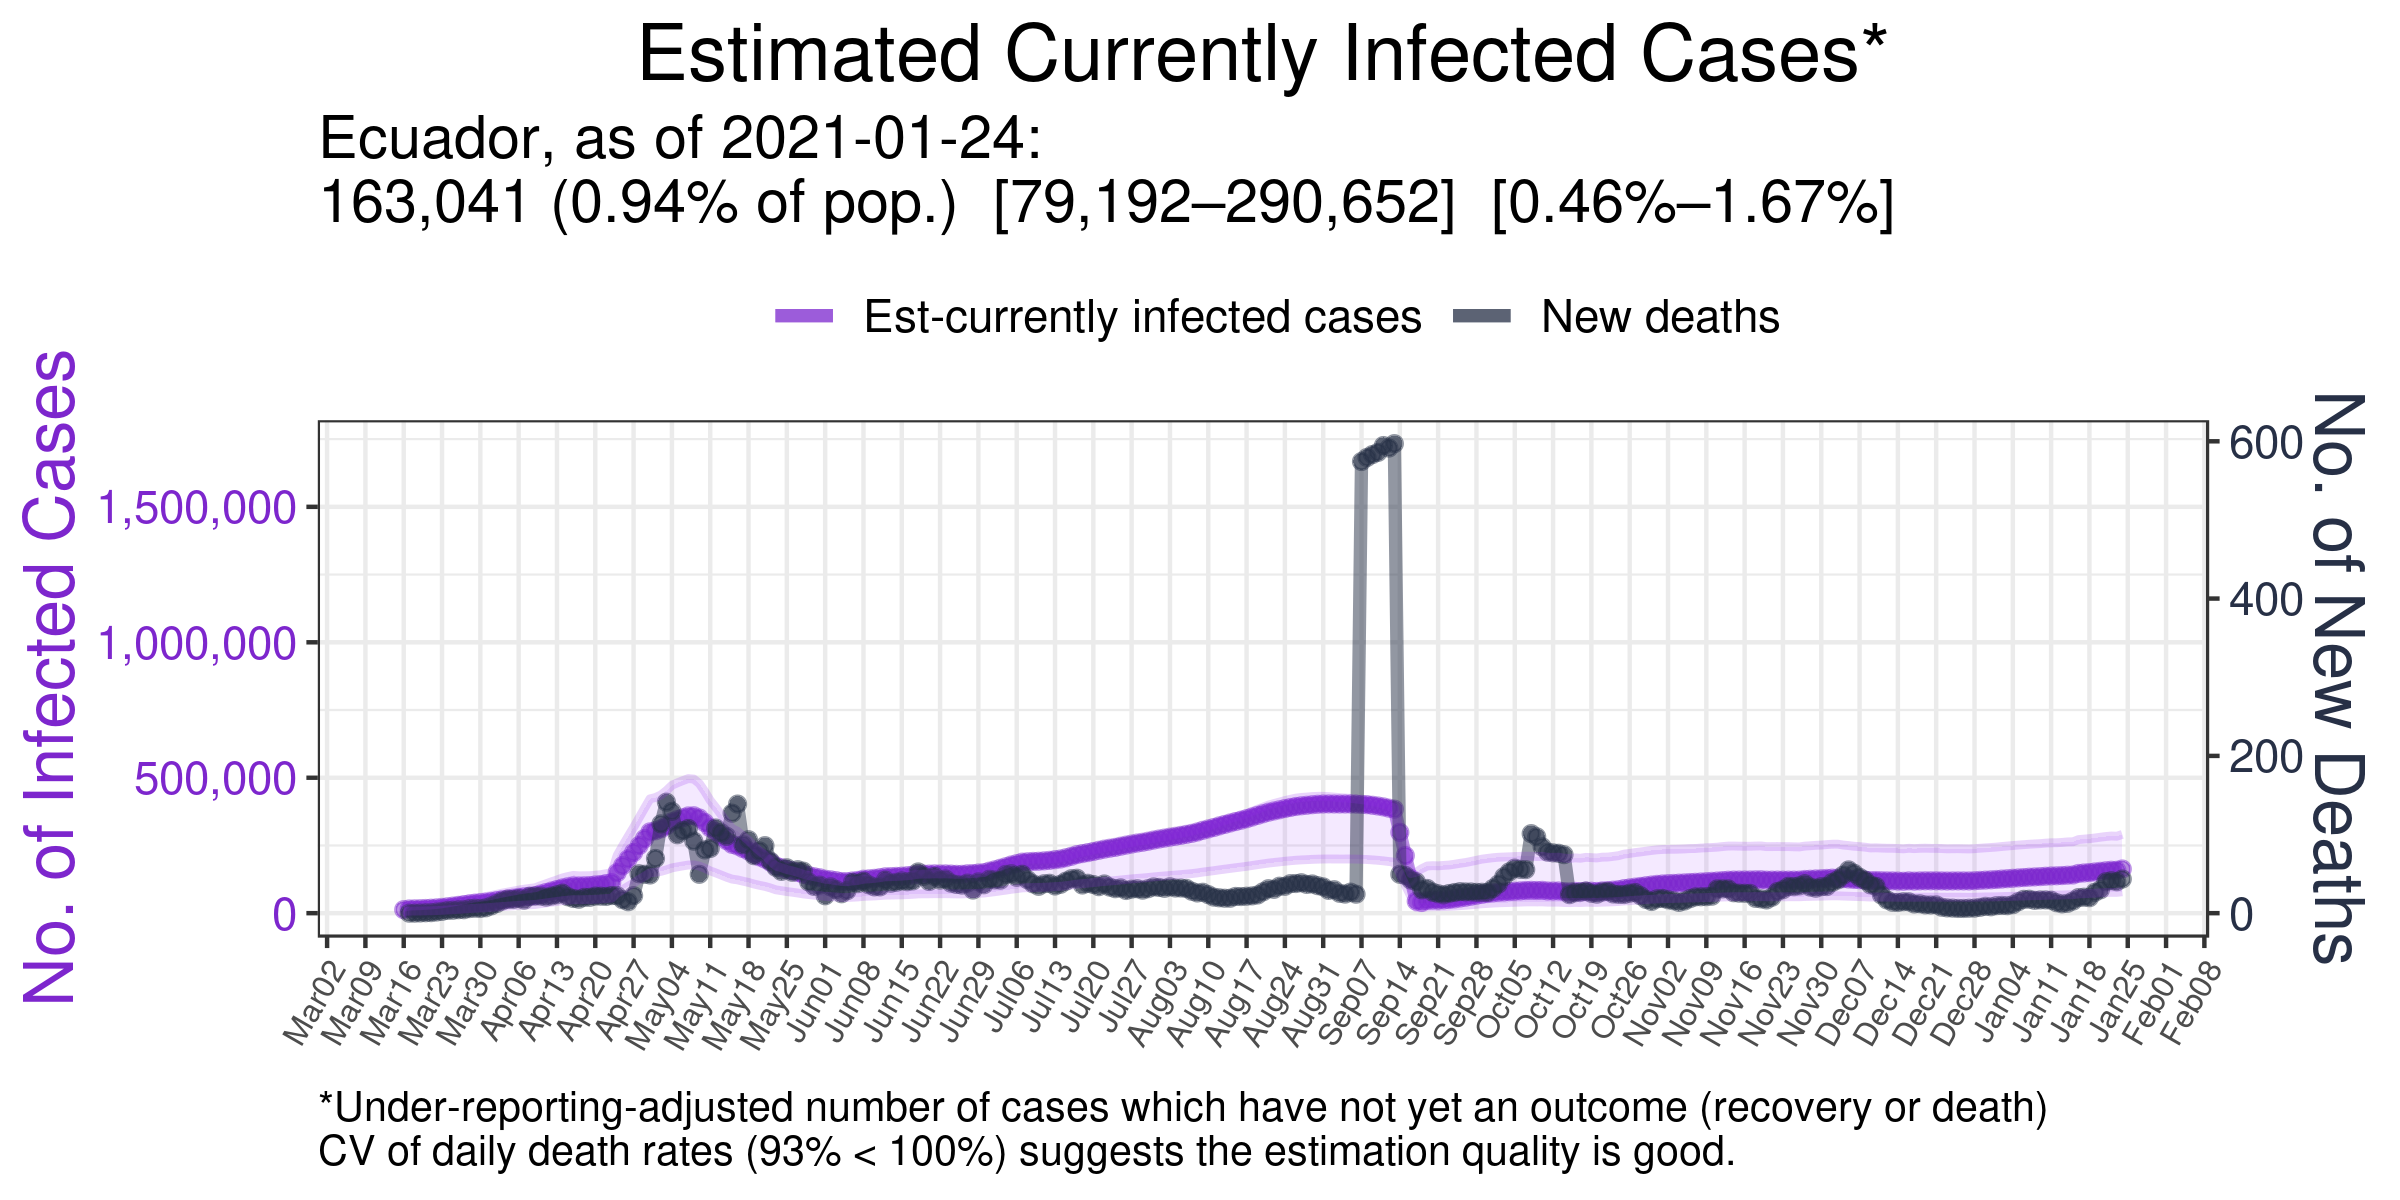 Estimated Currently Infected Cases*
Ecuador, as of 2021-01-24:
163,041 (0.94% of pop.) [79,192–290,652] [0.46%–1.67%]
Est-currently infected cases
New deaths
No. of Infected Cases
1,500,000
1,000,000
500,000
0
600
400
200
0
No. of New Deaths
Mar02
Mar09
Mar16
Mar23
Mar30
Apr06
Apr13
Apr20
Apr27
May04
May11
May18
May25
Jun01
Jun08
Jun15
Jun22
Jun29
Jul06
Jul13
Jul20
Jul27
Aug03
Aug10
Aug17
Aug24
Aug31
Sep07
Sep14
Sep21
Sep28
Oct05
Oct12
Oct19
Oct26
Nov02
Nov09
Nov16
Nov23
Nov30
Dec07
Dec14
Dec21
Dec28
Jan04
Jan11
Jan18
Jan25
Feb01
Feb08
*Under-reporting-adjusted number of cases which have not yet an outcome (recovery or death)
CV of daily death rates (93% < 100%) suggests the estimation quality is good.